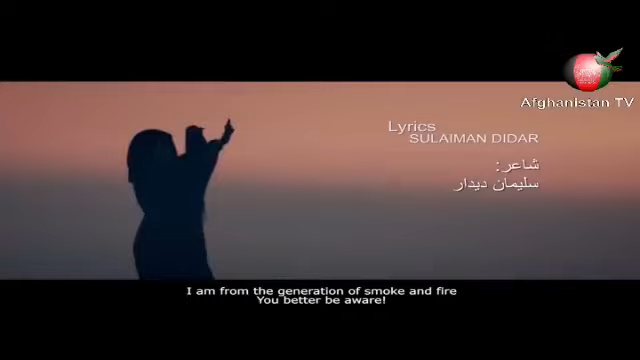 Afghanistan TV
Lyrics
SULAIMAN DIDAR
شاعر:
سلیمان دیدار
I am from the generation of smoke and fire
You better be aware!